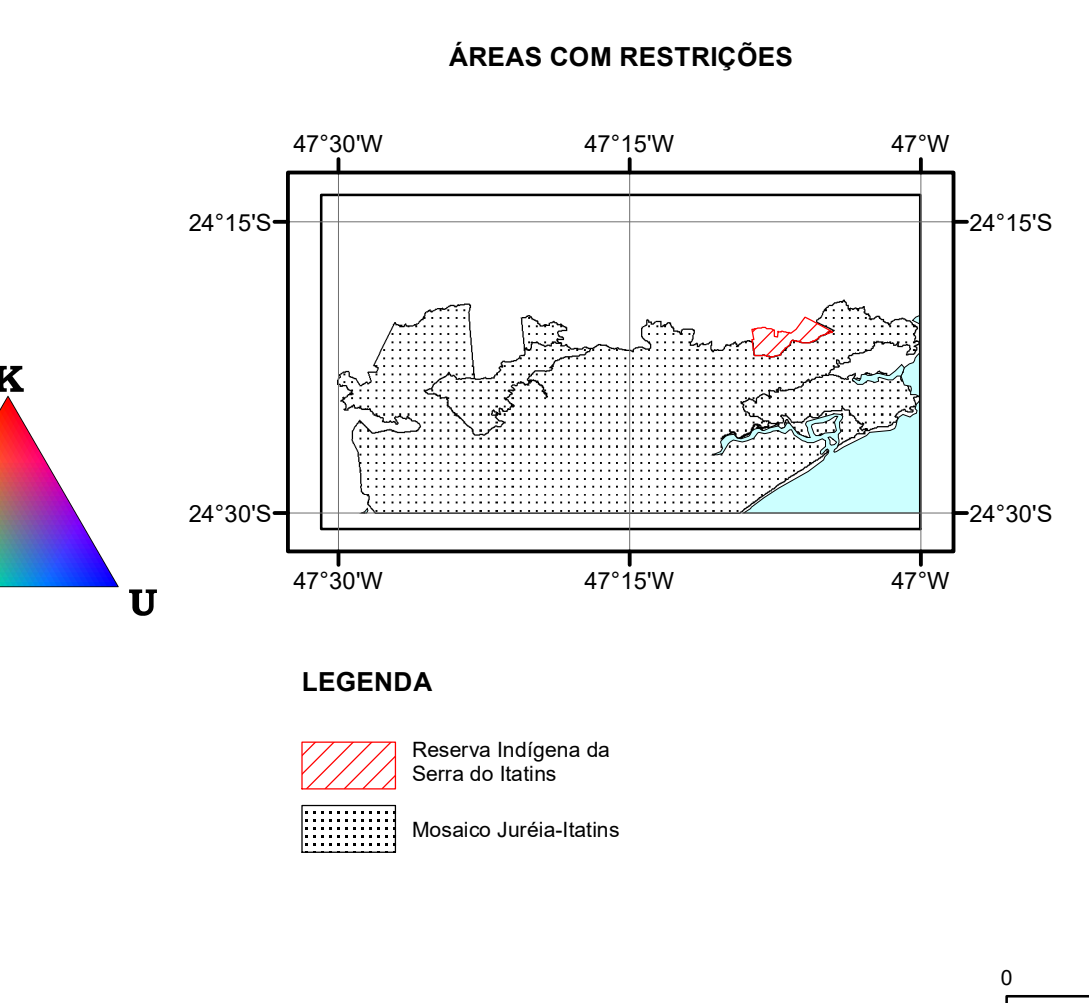 ÁREAS COM RESTRIÇÕES
47°30'W 47°15'W 47°W
24°15'S 24°15'S
K
U
24°30'S 24°30'S
47°30'W 47°15'W 47°W
LEGENDA
Reserva Indígena da
Serra do Itatins
Mosaico Juréia-Itatins
0